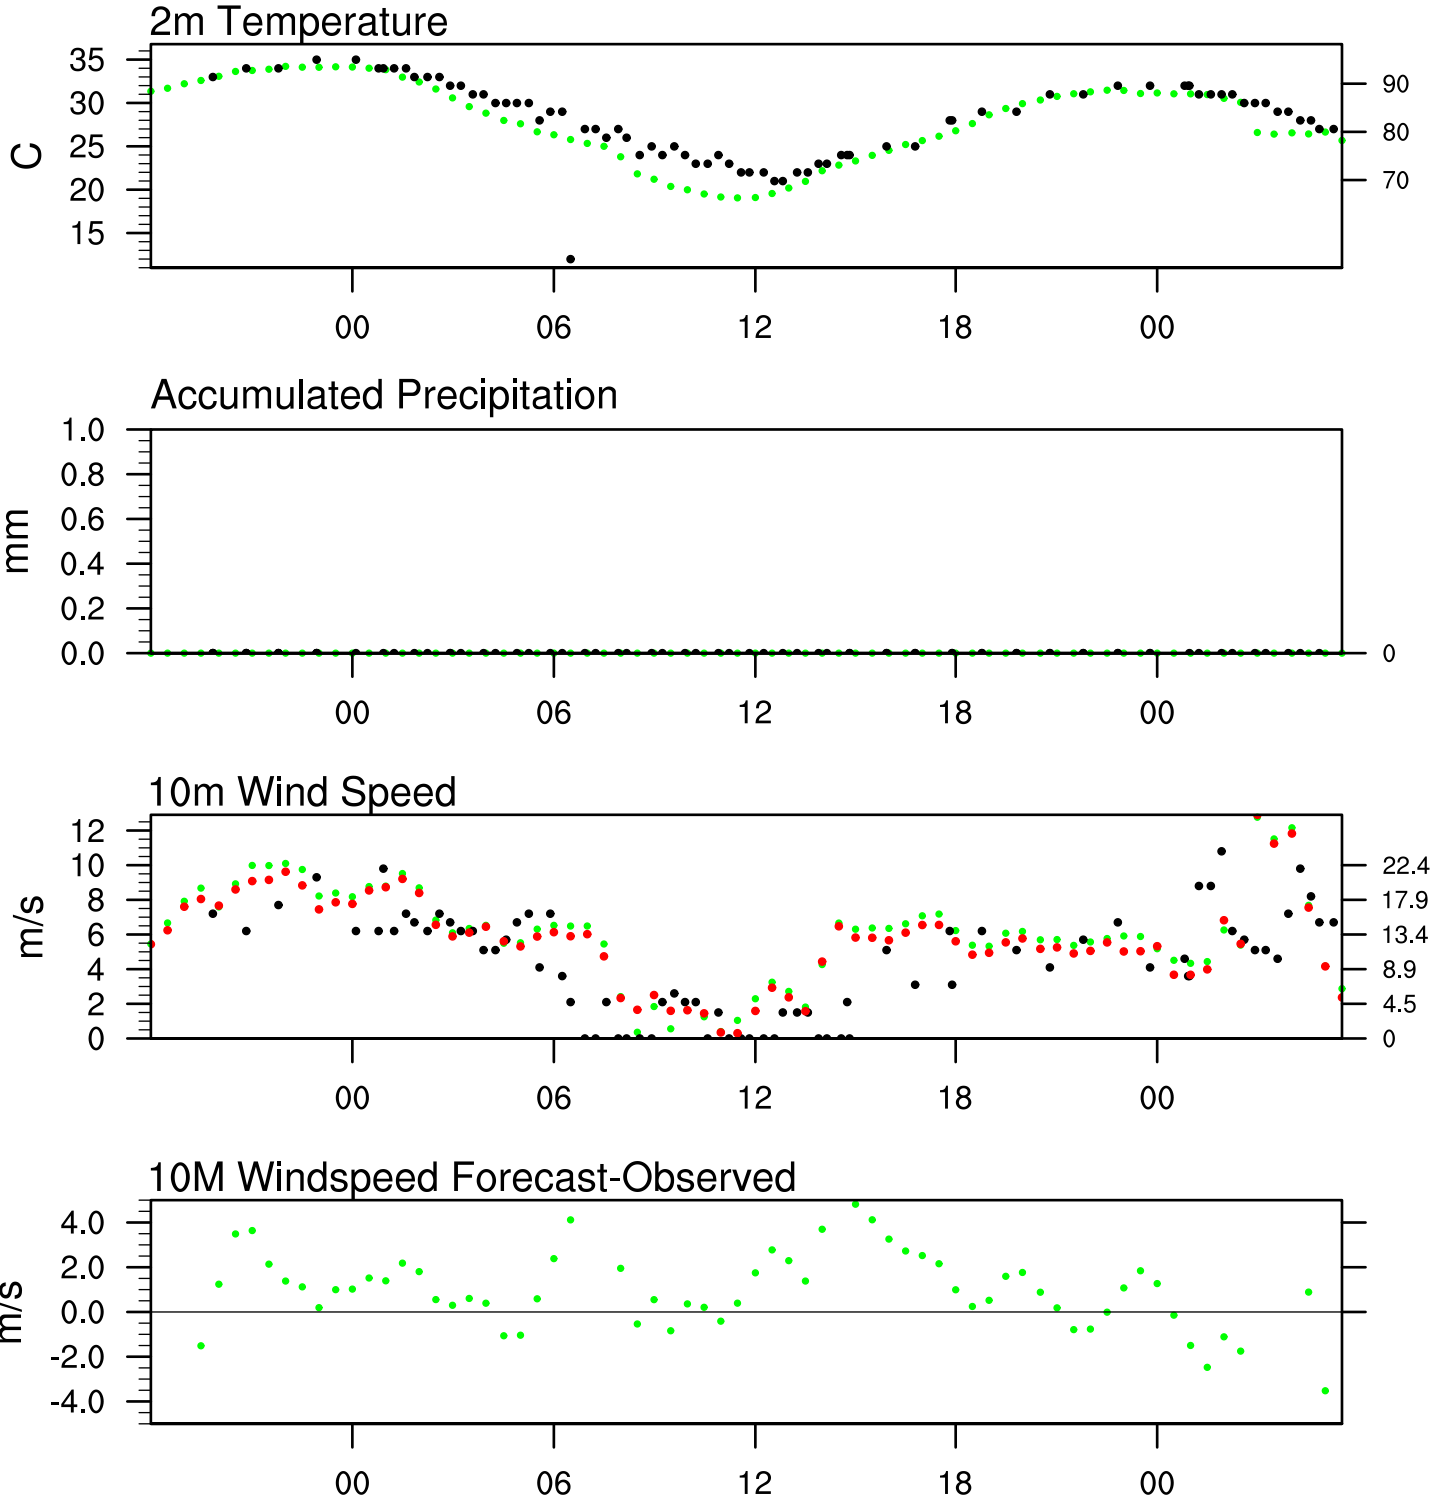 2m Temperature
35
30
25
20
15
C
90
80
70
00 06 12 18 00
Accumulated Precipitation
1.0
0.8
0.6
0.4
0.2
0.0
mm
0
00 06 12 18 00
10m Wind Speed
12
10
8
6
4
2
0
m/s
22.4
17.9
13.4
8.9
4.5
0
00 06 12 18 00
10M Windspeed Forecast-Observed
4.0
2.0
0.0
-2.0
-4.0
m/s
00 06 12 18 00